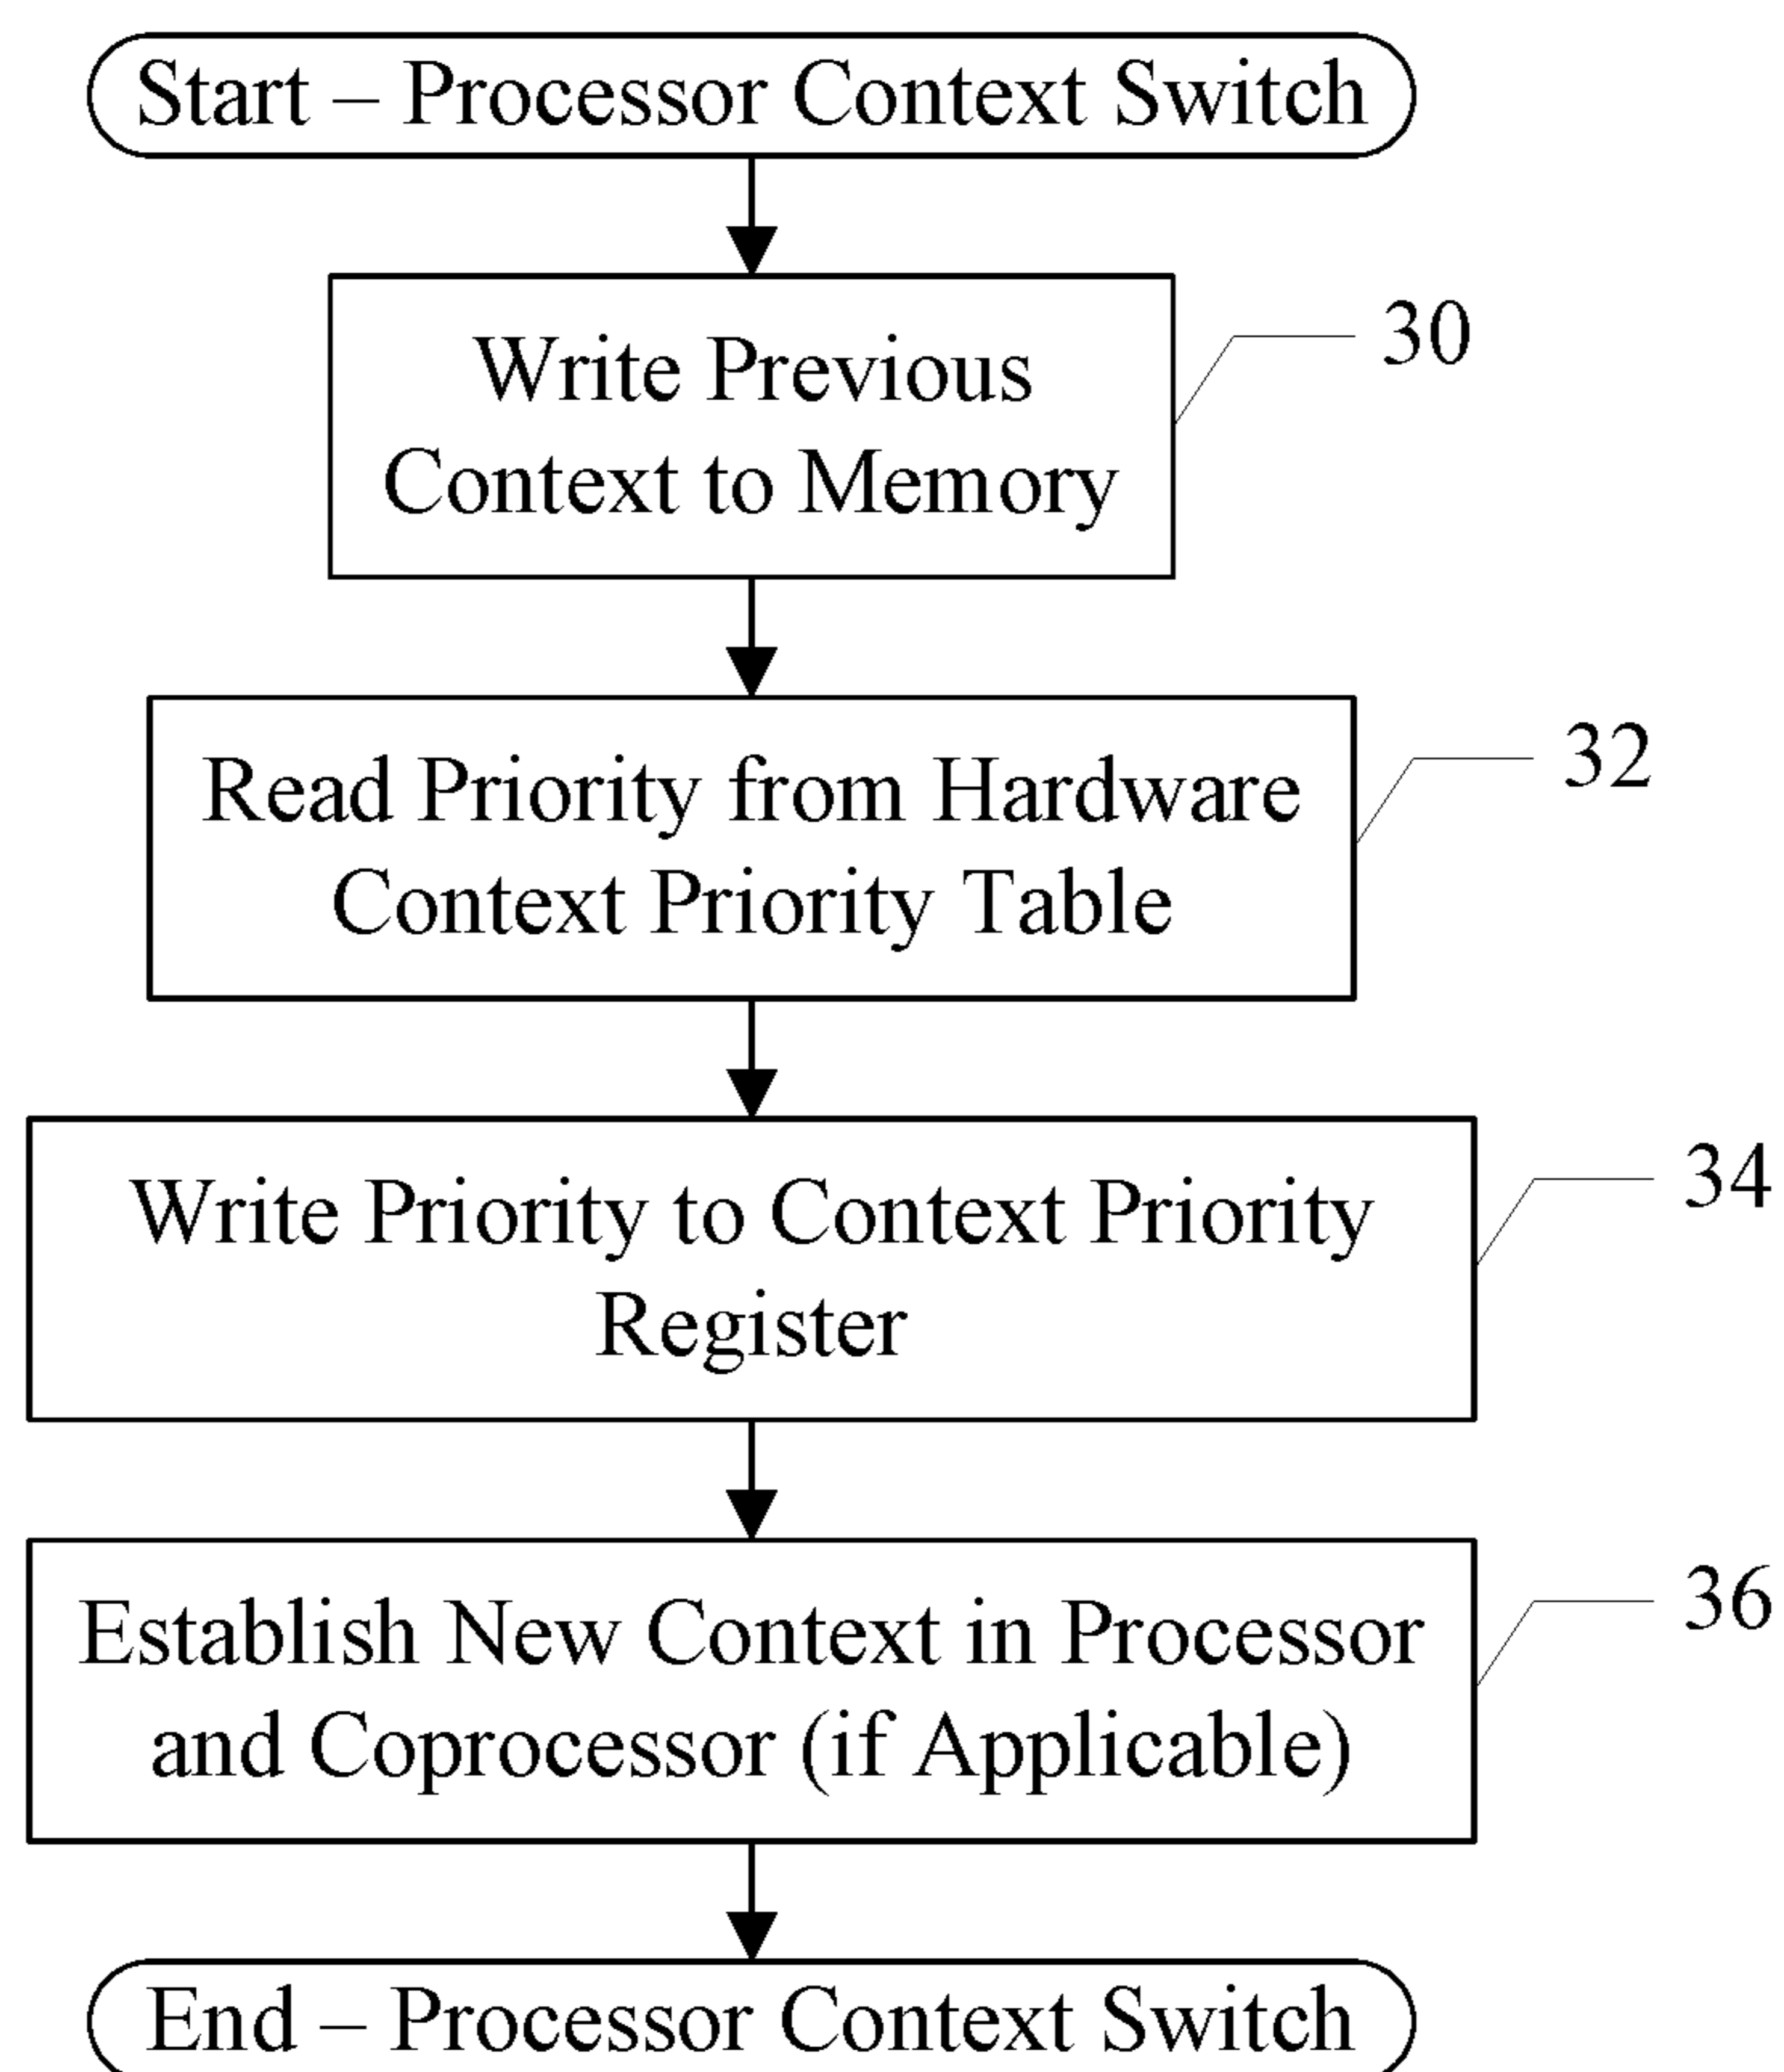 Start – Processor Context Switch
Write Previous
Context to Memory
30
Read Priority from Hardware
Context Priority Table
32
Write Priority to Context Priority
Register
34
Establish New Context in Processor
and Coprocessor (if Applicable)
36
End – Processor Context Switch